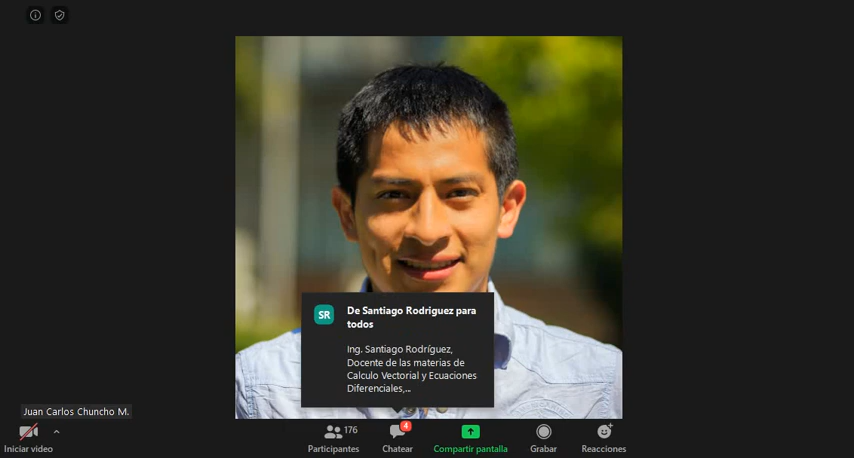 SR
De Santiago Rodriguez para
todos
Ing. Santiago Rodríguez,
Docente de las materias de
Calculo Vectorial y Ecuaciones
Diferenciales,...
Juan Carlos Chuncho M.
Iniciar video
176
Participantes
4
Chatear
Compartir pantalla
Grabar
Reacciones